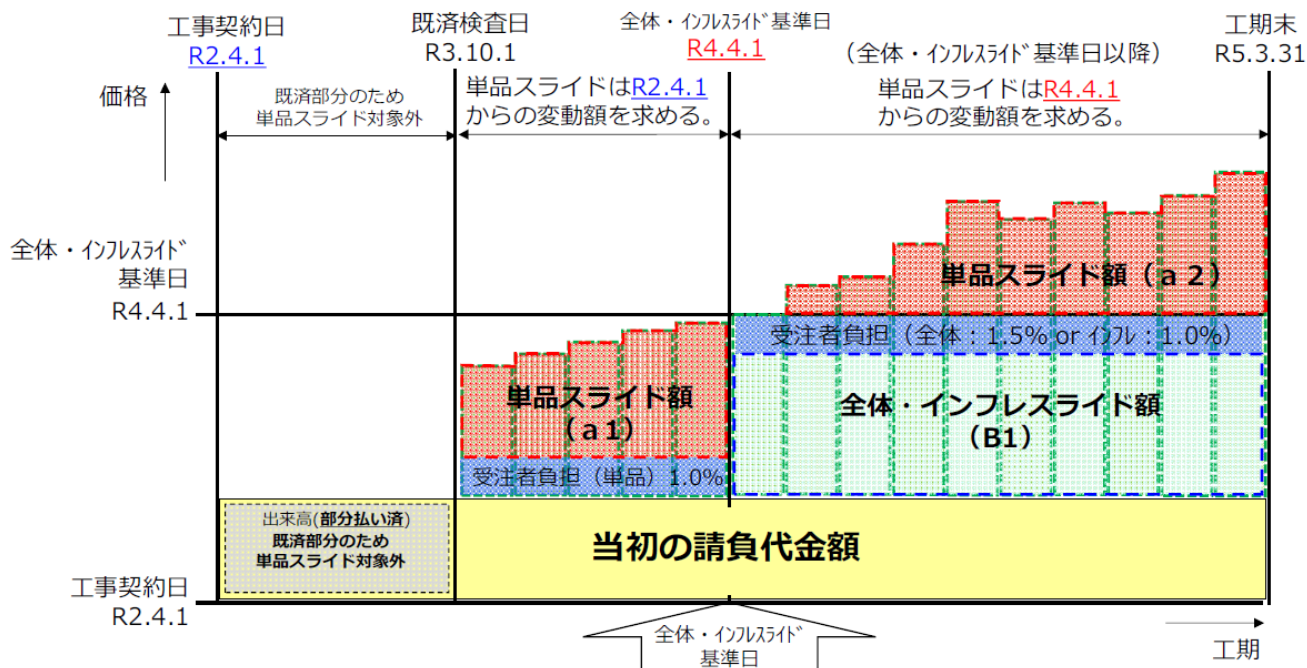 工事契約日
R2.4.1
既済検査日
R3.10.1
全体・ｲﾝﾌﾚｽﾗｲﾄﾞ基準日
R4.4.1
（全体・ｲﾝﾌﾚｽﾗｲﾄﾞ基準日以降）
工期末
R5.3.31
価格
既済部分のため
単品スライド対象外
単品スライドはR2.4.1
からの変動額を求める。
単品スライドはR4.4.1
からの変動額を求める。
全体・ｲﾝﾌﾚｽﾗｲﾄﾞ
基準日
R4.4.1
単品スライド額（ａ２）
受注者負担（全体：1.5% or ｲﾝﾌﾚ：1.0%）
単品スライド額
（ａ１）
全体・インフレスライド額
（B1）
受注者負担（単品）1.0%
出来高(部分払い済)
既済部分のため
単品スライド対象外
当初の請負代金額
工事契約日
R2.4.1
全体・ｲﾝﾌﾚｽﾗｲﾄﾞ
基準日
工期